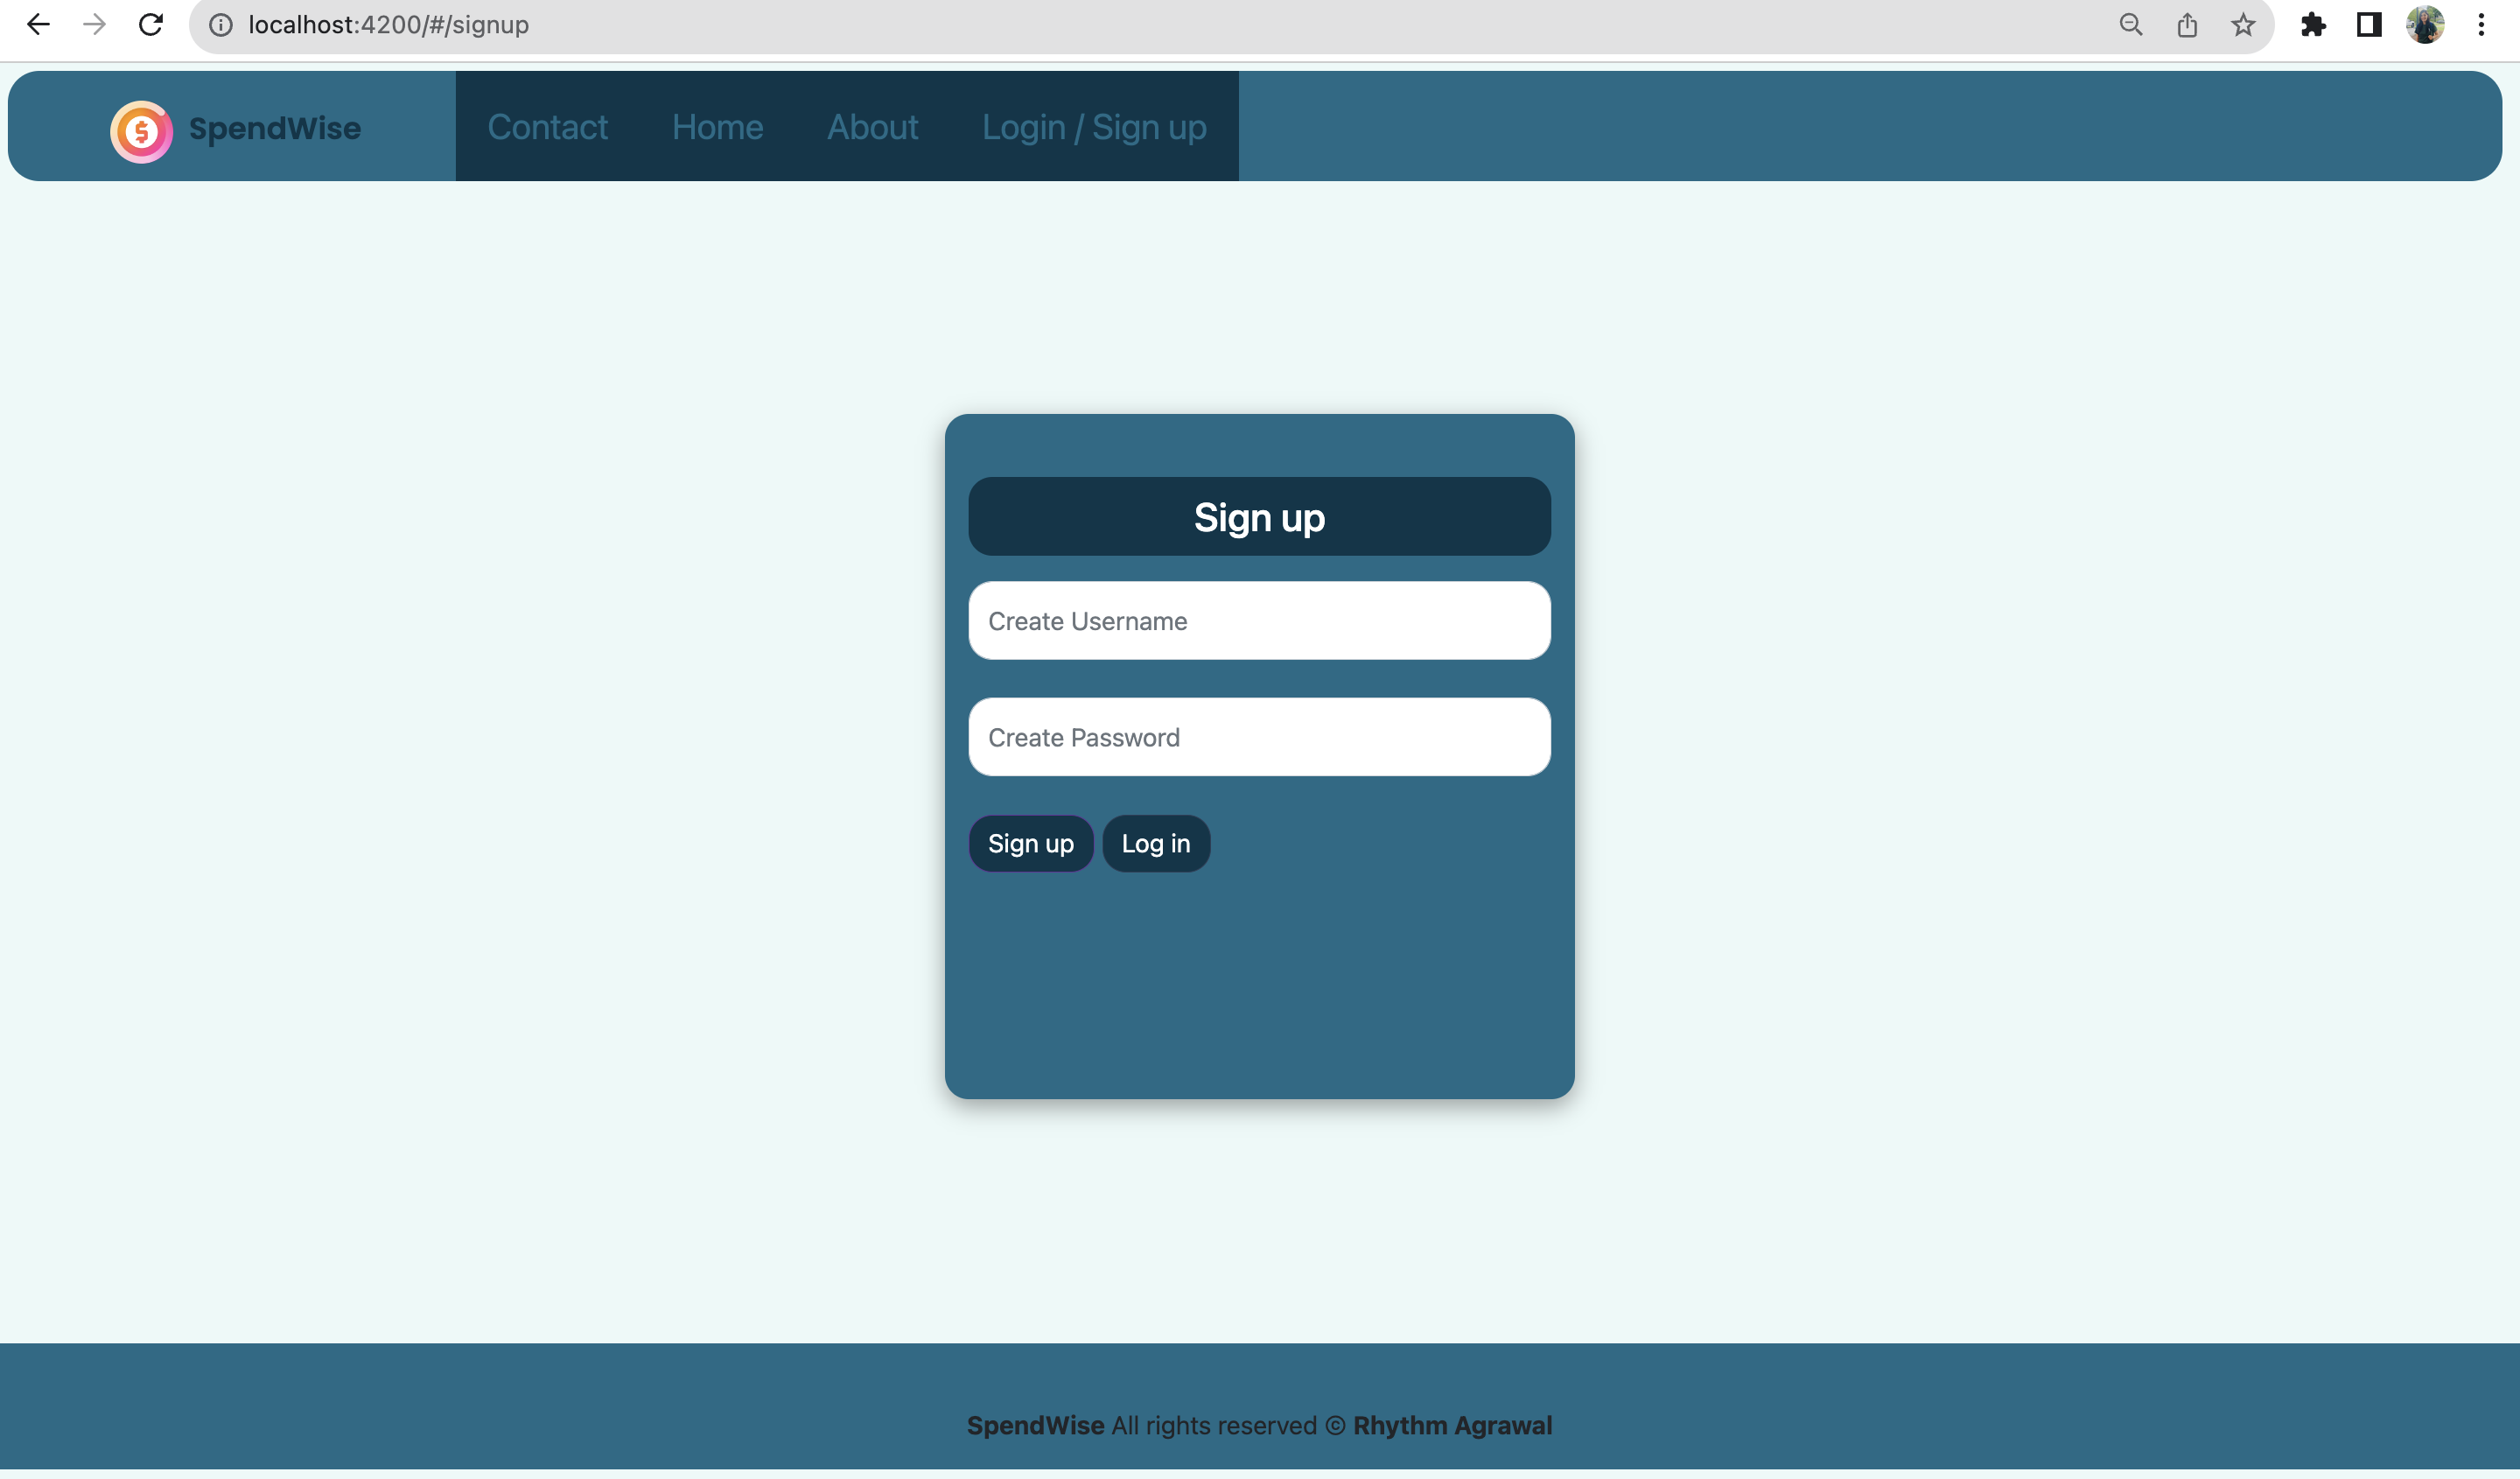 localhost:4200/#/signup
SpendWise Contact Home About Login / Sign up
Sign up
Create Username
Create Password
Sign up Log in
SpendWise All rights reserved © Rhythm Agrawal